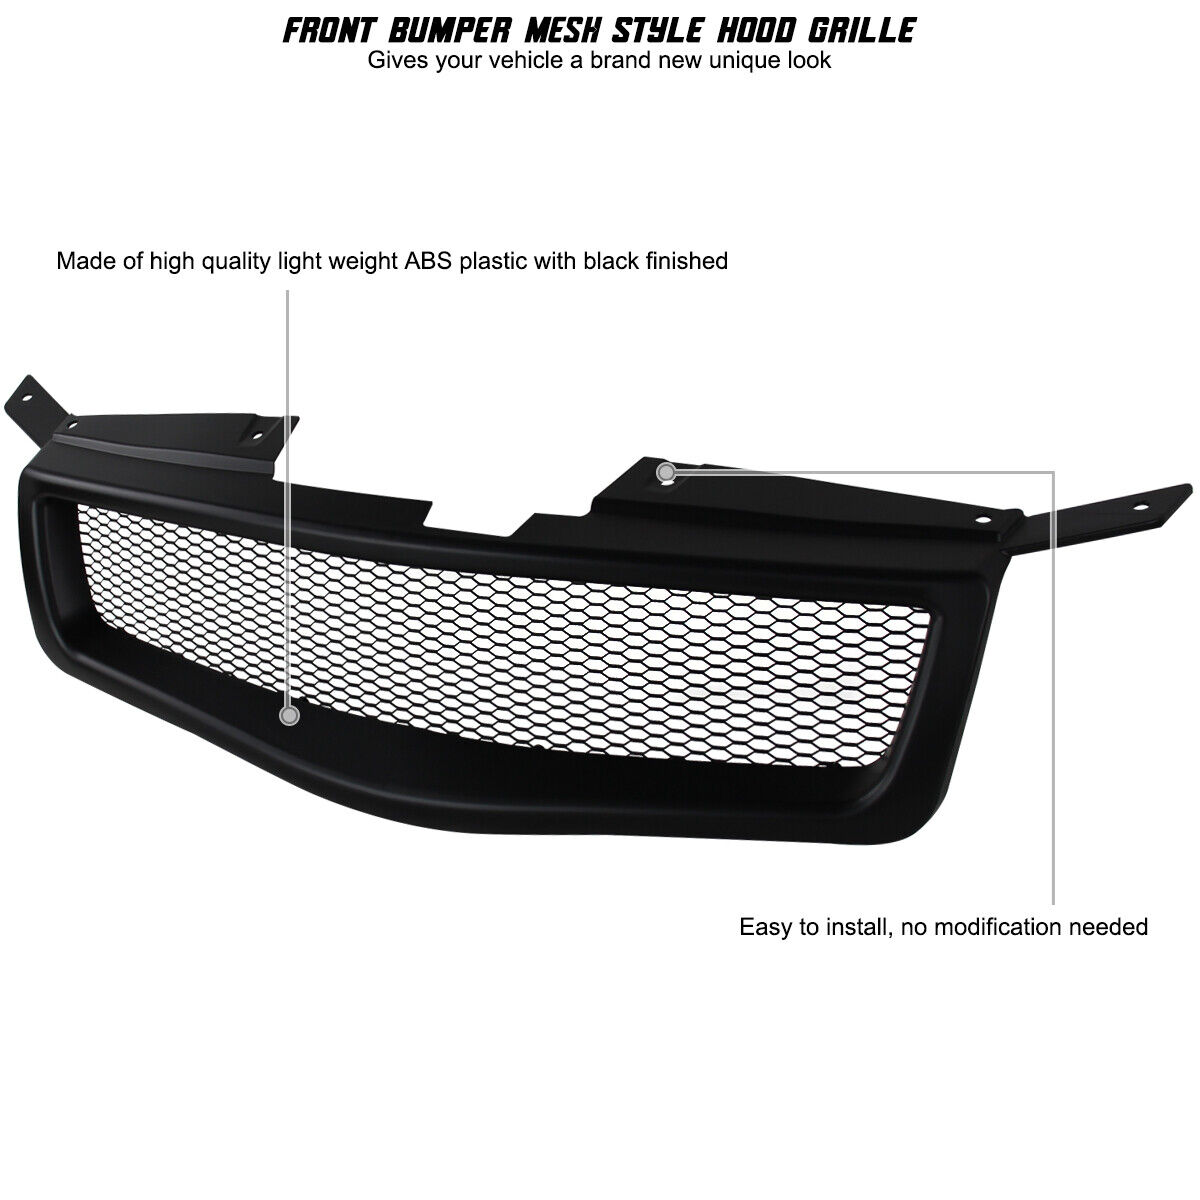 FRONT BUMPER MESH STYLE HOOD GRILLE
Gives your vehicle a brand new unique look
Made of high quality light weight ABS plastic with black finished
Easy to install, no modification needed